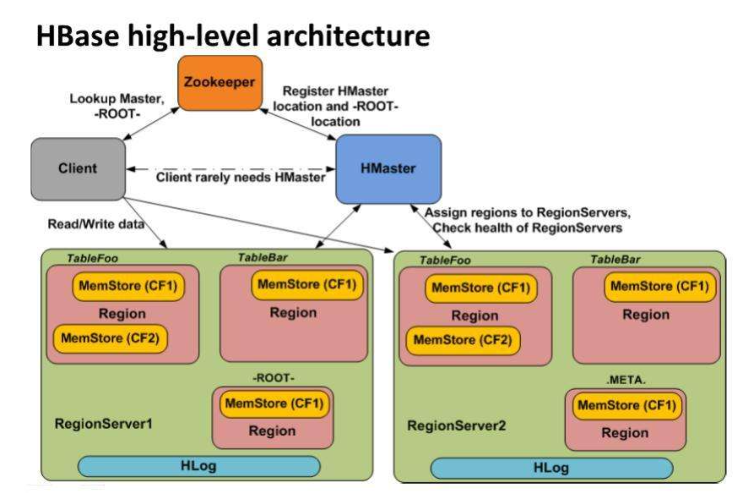 HBase high-level architecture
Zookeeper
Lookup Master,
-ROOT-
Register HMaster
location and -ROOT-
location
Client
Client rarely needs HMaster
HMaster
Read/Write data
Assign regions to RegionServers,
Check health of RegionServers
TableFoo
MemStore (CF1)
Region
MemStore (CF2)
TableBar
MemStore (CF1)
Region
-ROOT-
MemStore (CF1)
Region
RegionServer1
HLog
TableFoo
MemStore (CF1)
Region
MemStore (CF2)
TableBar
MemStore (CF1)
Region
.META.
MemStore (CF1)
Region
RegionServer2
HLog